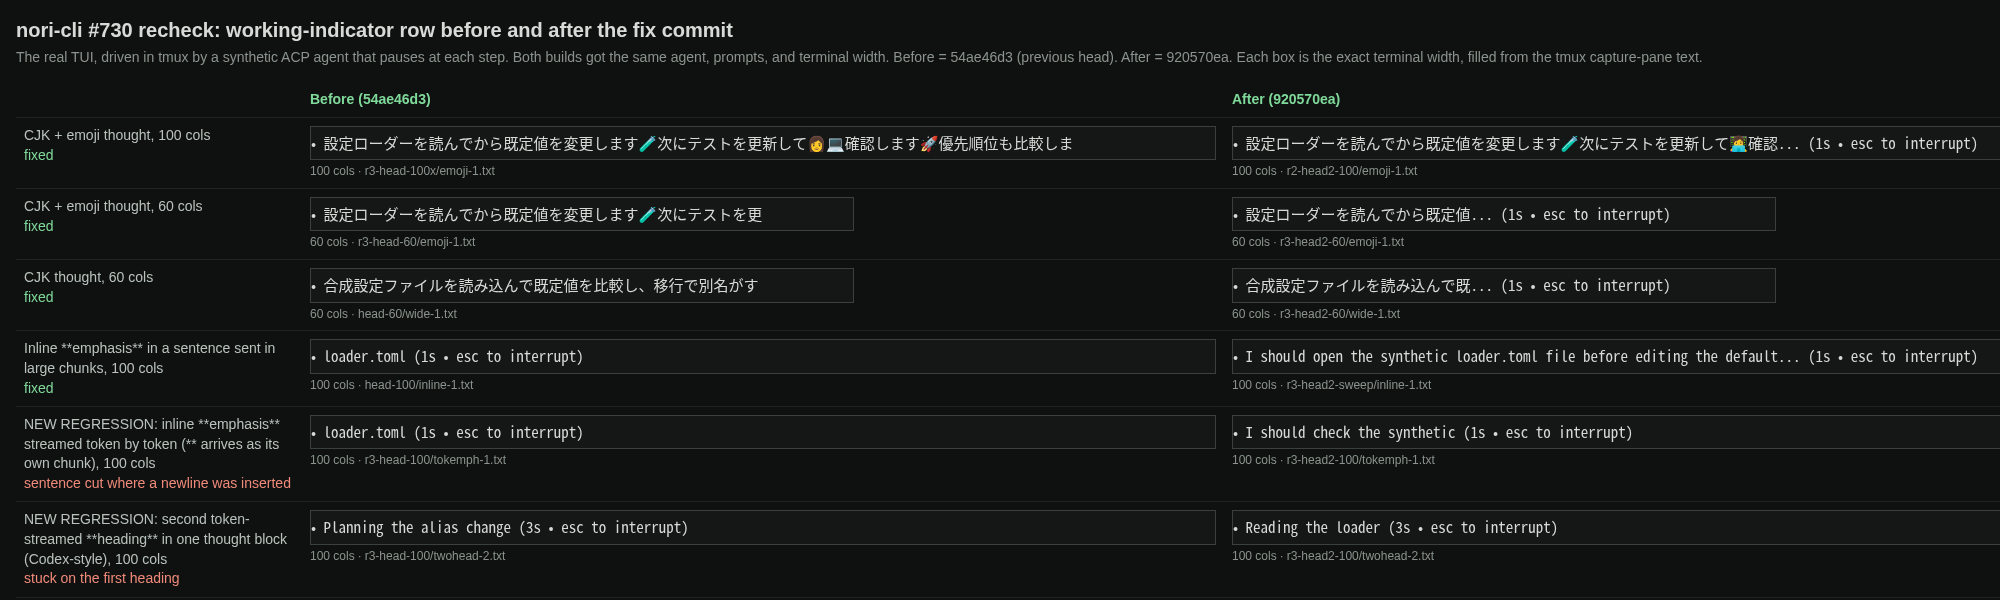 nori-cli #730 recheck: working-indicator row before and after the fix commit
The real TUI, driven in tmux by a synthetic ACP agent that pauses at each step. Both builds got the same agent, prompts, and terminal width. Before = 54ae46d3 (previous head). After = 920570ea. Each box is the exact terminal width, filled from the tmux capture-pane text.
Before (54ae46d3)
After (920570ea)
CJK + emoji thought, 100 cols
fixed
• 設定ローダーを読んでから既定値を変更します🧪次にテストを更新して👩💻確認します🚀優先順位も比較しま
100 cols · r3-head-100x/emoji-1.txt
• 設定ローダーを読んでから既定値を変更します🧪次にテストを更新して👩‍💻確認... (1s • esc to interrupt)
100 cols · r2-head2-100/emoji-1.txt
CJK + emoji thought, 60 cols
fixed
• 設定ローダーを読んでから既定値を変更します🧪次にテストを更
60 cols · r3-head-60/emoji-1.txt
• 設定ローダーを読んでから既定値... (1s • esc to interrupt)
60 cols · r3-head2-60/emoji-1.txt
CJK thought, 60 cols
fixed
• 合成設定ファイルを読み込んで既定値を比較し、移行で別名がす
60 cols · head-60/wide-1.txt
• 合成設定ファイルを読み込んで既... (1s • esc to interrupt)
60 cols · r3-head2-60/wide-1.txt
Inline **emphasis** in a sentence sent in
large chunks, 100 cols
fixed
• loader.toml (1s • esc to interrupt)
100 cols · head-100/inline-1.txt
• I should open the synthetic loader.toml file before editing the default... (1s • esc to interrupt)
100 cols · r3-head2-sweep/inline-1.txt
NEW REGRESSION: inline **emphasis**
streamed token by token (** arrives as its
own chunk), 100 cols
sentence cut where a newline was inserted
• loader.toml (1s • esc to interrupt)
100 cols · r3-head-100/tokemph-1.txt
• I should check the synthetic (1s • esc to interrupt)
100 cols · r3-head2-100/tokemph-1.txt
NEW REGRESSION: second token-
streamed **heading** in one thought block
(Codex-style), 100 cols
stuck on the first heading
• Planning the alias change (3s • esc to interrupt)
100 cols · r3-head-100/twohead-2.txt
• Reading the loader (3s • esc to interrupt)
100 cols · r3-head2-100/twohead-2.txt